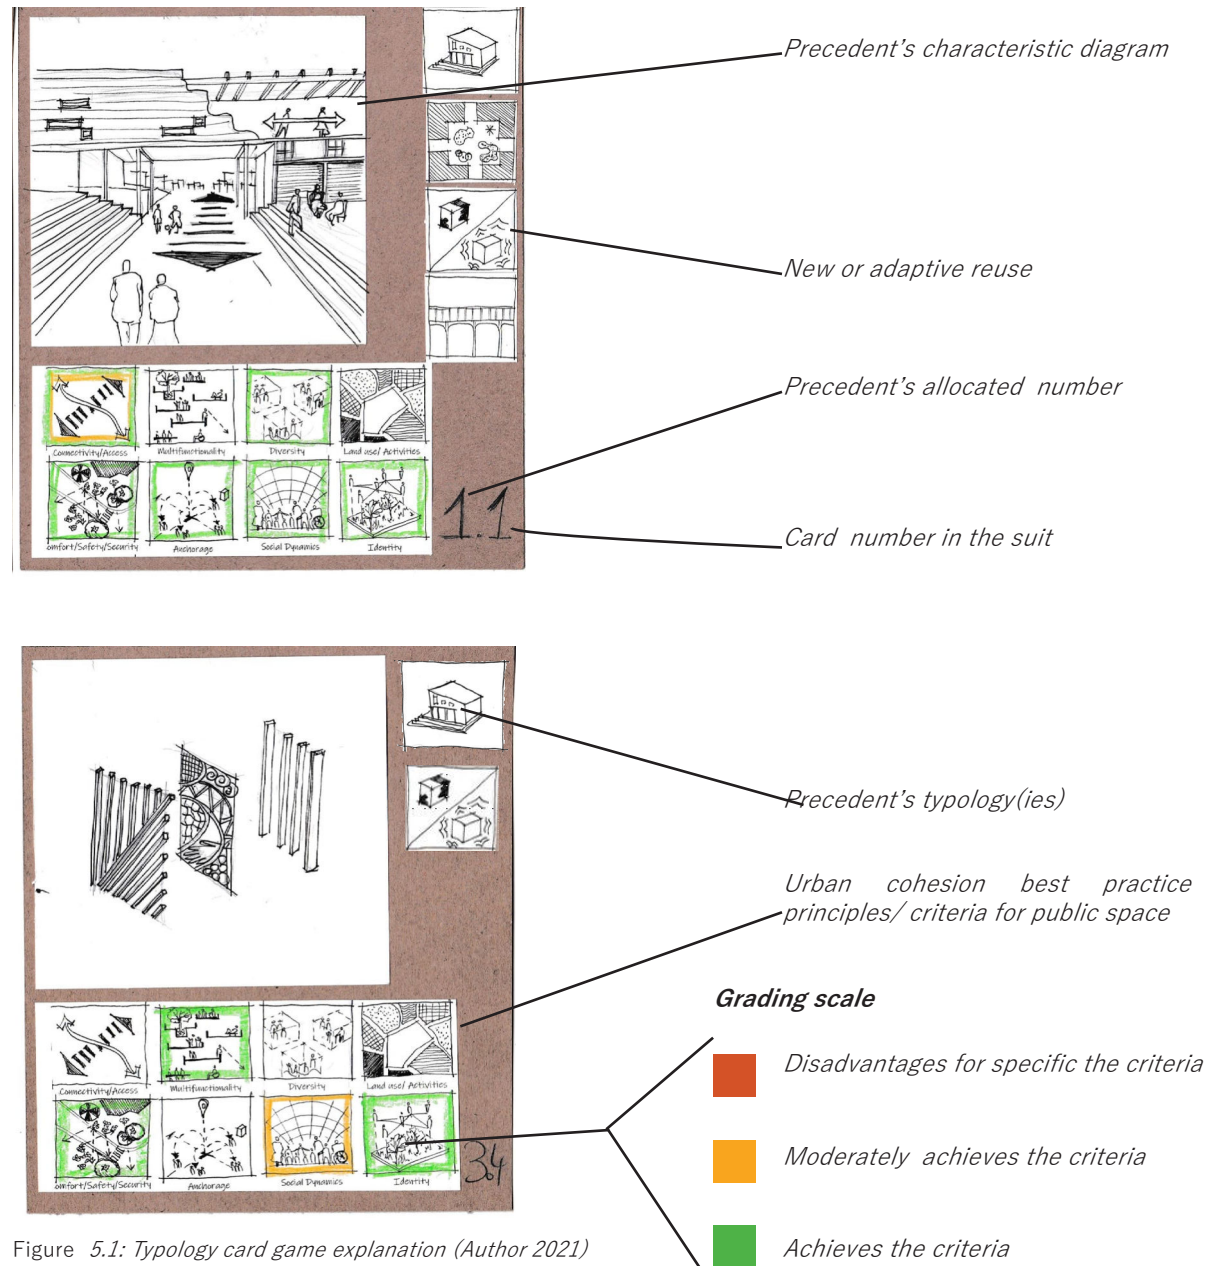 Precedent's characteristic diagram
New or adaptive reuse
Precedent's allocated number
Connectivity/Access
Multifunctionality
Diversity
Land use/ Activities
omfort/Safety/Security
Anchorage
Social Dynamics
Identity
1.1
Card number in the suit
Precedent's typology(ies)
Urban cohesion best practice
principles/ criteria for public space
Grading scale
Disadvantages for specific the criteria
Moderately achieves the criteria
Achieves the criteria
Connectivity/Access
Multifunctionality
Diversity
Land use/ Activities
omfort/Safety/Security
Anchorage
Social Dynamics
Identity
3.4
Figure 5.1: Typology card game explanation (Author 2021)